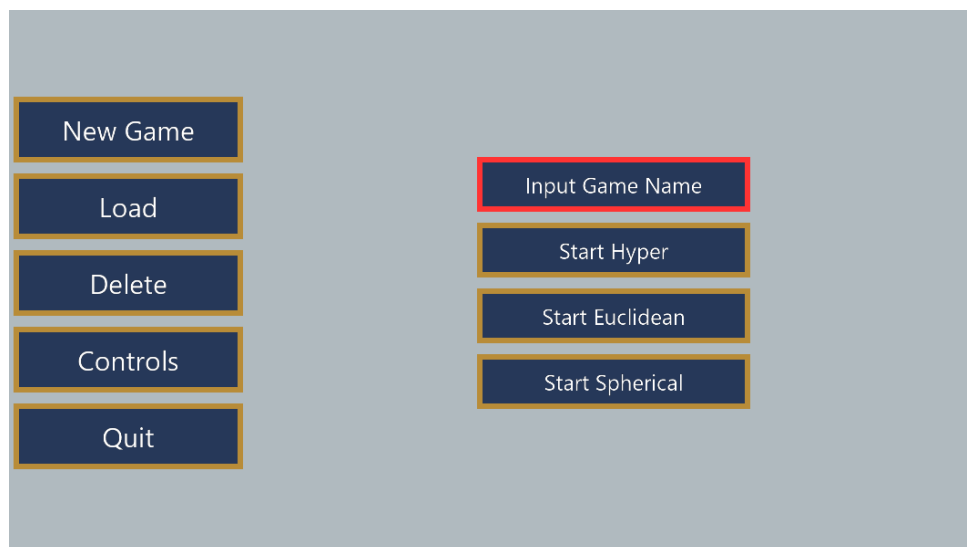 New Game
Load
Delete
Controls
Quit
Input Game Name
Start Hyper
Start Euclidean
Start Spherical